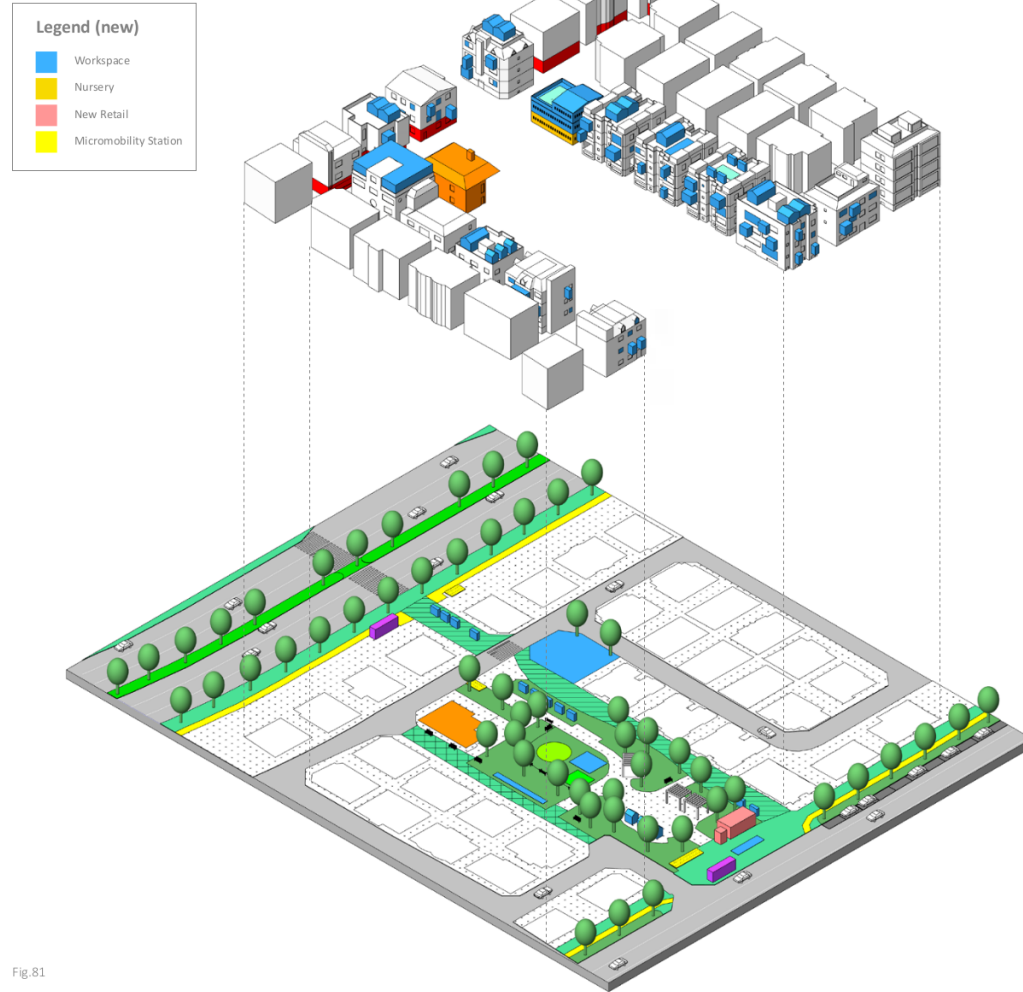 Legend (new)
Workspace
Nursery
New Retail
Micromobility Station
Fig.81